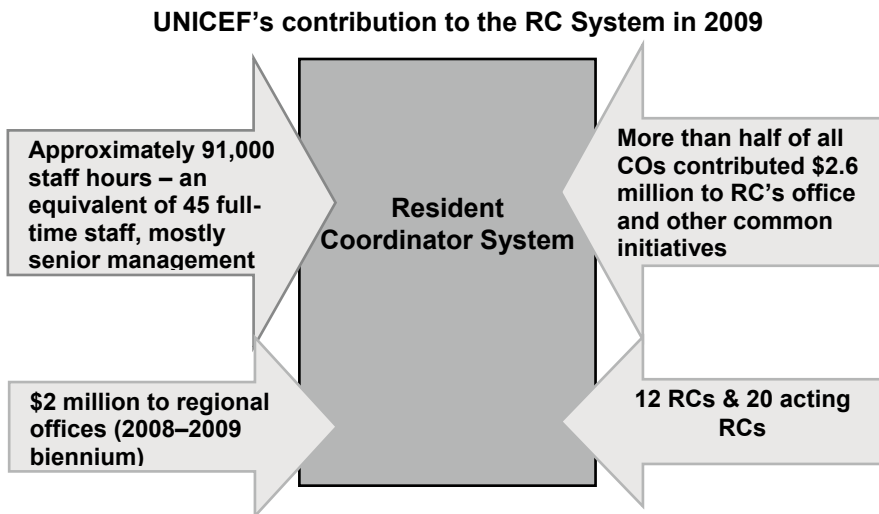 UNICEF's contribution to the RC System in 2009
Approximately 91,000
staff hours – an
equivalent of 45 full-
time staff, mostly
senior management
More than half of all
COs contributed $2.6
million to RC's office
and other common
initiatives
Resident
Coordinator System
$2 million to regional
offices (2008–2009
biennium)
12 RCs & 20 acting
RCs